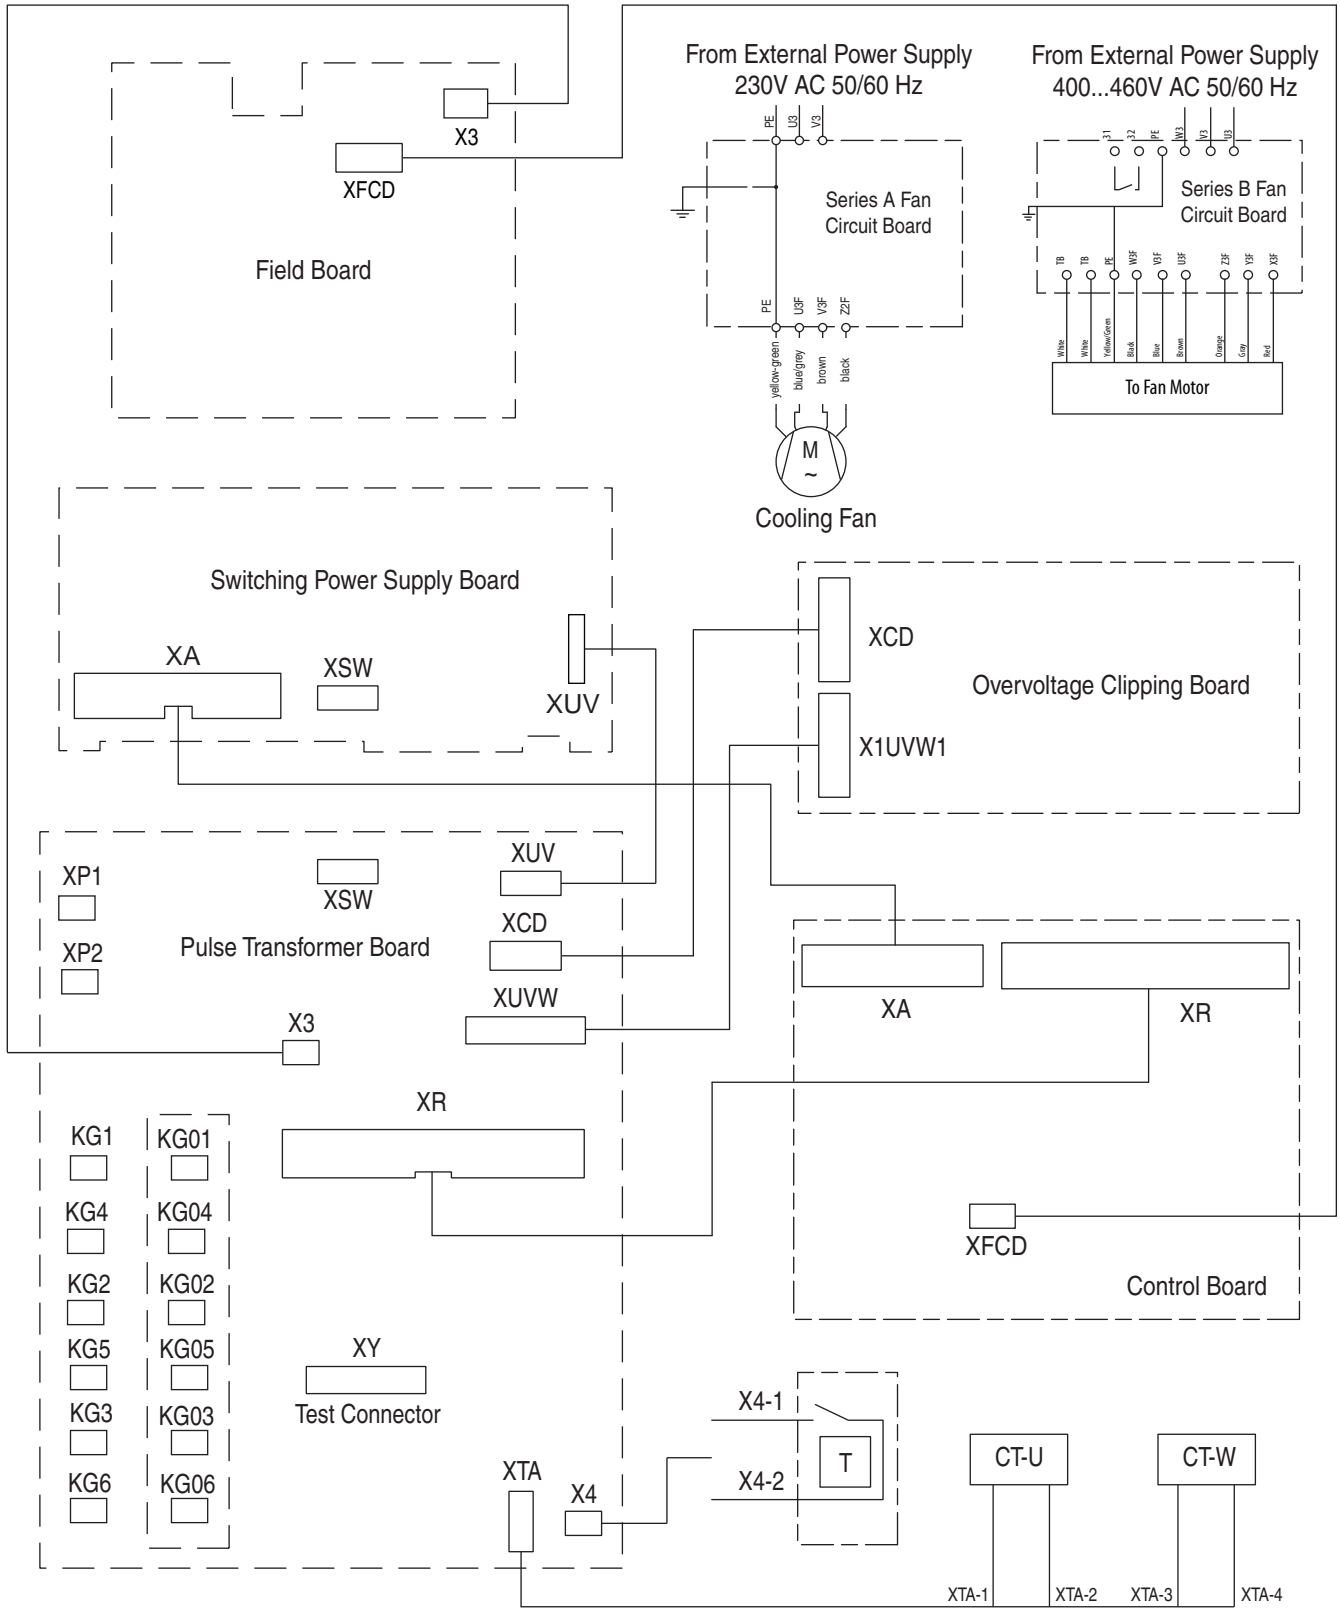 From External Power Supply
230V AC 50/60 Hz
From External Power Supply
400...460V AC 50/60 Hz
X3
XFCD
Field Board
PE
U3
V3
Series A Fan
Circuit Board
PE
U3F
V3F
Z2F
yellow-green
blue/grey
brown
black
M
~
Cooling Fan
31
32
PE
W3
V3
U3
Series B Fan
Circuit Board
TB
TB
PE
W3F
V3F
U3F
Z3F
Y3F
X3F
White
White
Yellow/Green
Black
Blue
Brown
Orange
Gray
Red
To Fan Motor
Switching Power Supply Board
XA
XSW
XUV
XCD
Overvoltage Clipping Board
X1UVW1
XP1
XSW
XUV
XP2
Pulse Transformer Board
XCD
XUVW
X3
XR
XA
XR
XFCD
Control Board
KG1
KG01
KG4
KG04
KG2
KG02
KG5
KG05
KG3
KG03
KG6
KG06
XY
Test Connector
XTA
X4
X4-1
X4-2
T
CT-U
CT-W
XTA-1
XTA-2
XTA-3
XTA-4